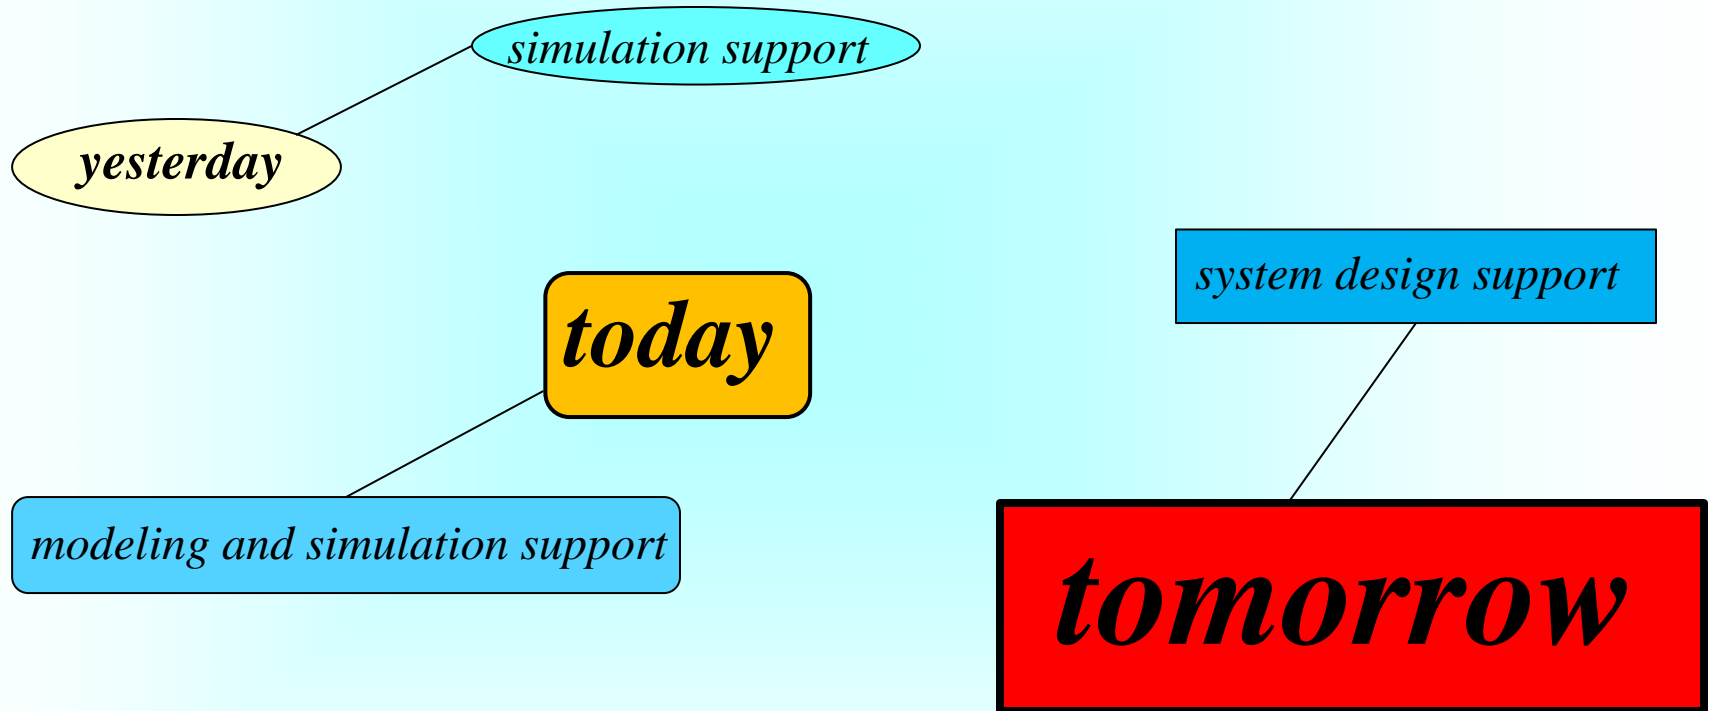 simulation support
yesterday
system design support
today
modeling and simulation support
tomorrow